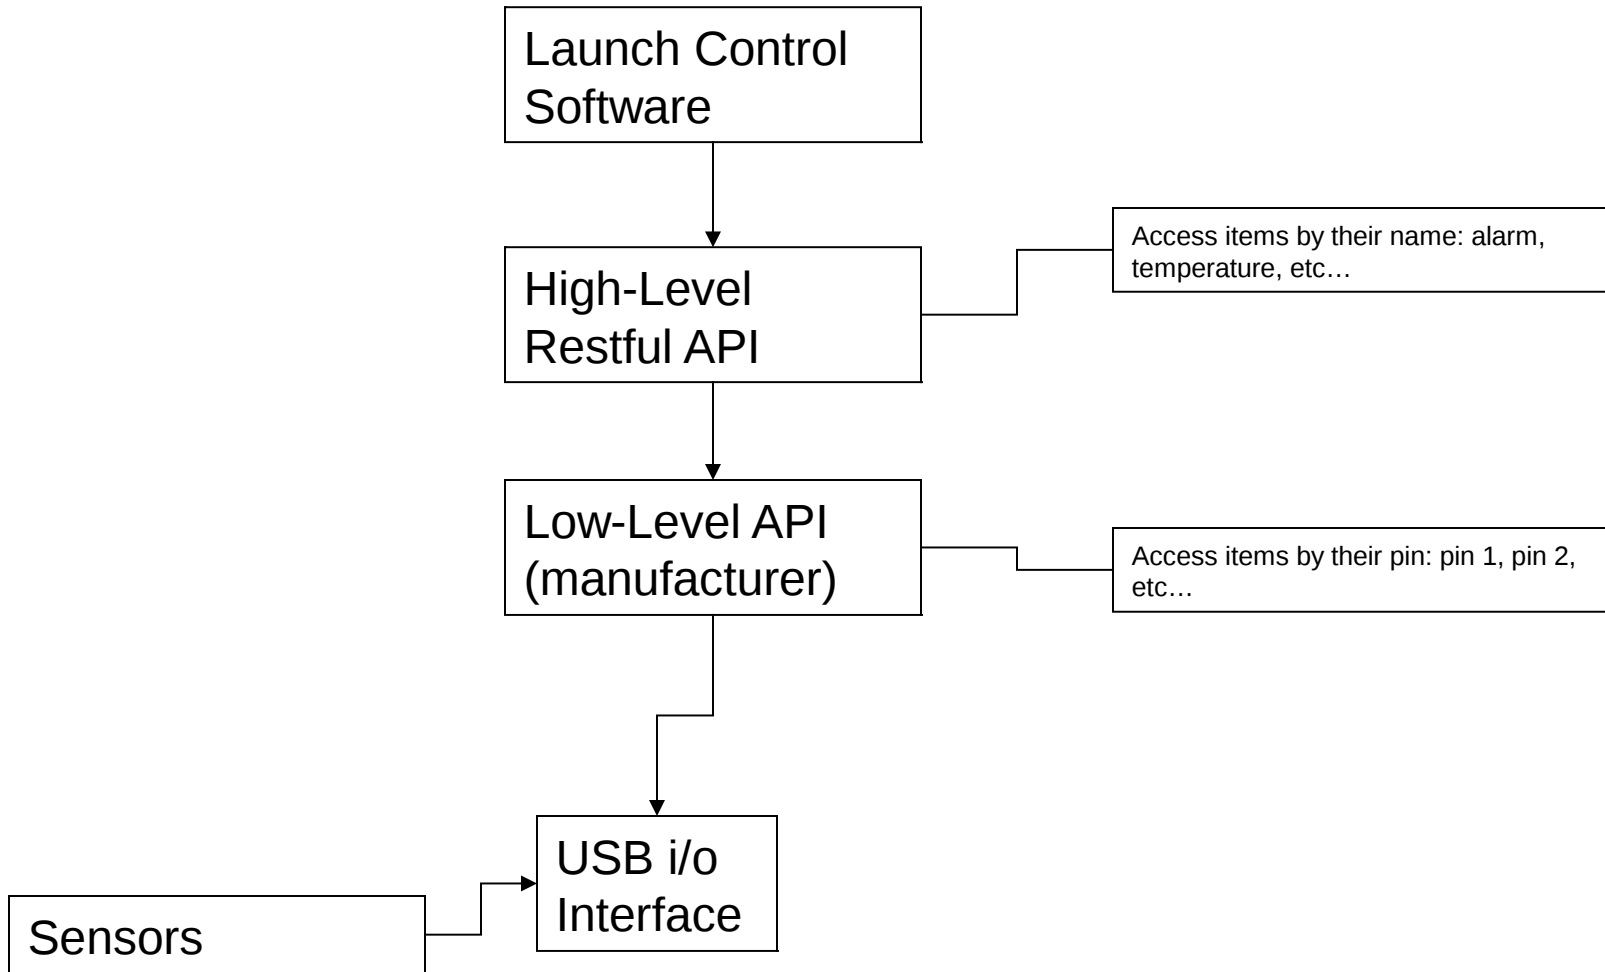 Launch Control
Software
Access items by their name: alarm,
temperature, etc…
High-Level
Restful API
Low-Level API
(manufacturer)
Access items by their pin: pin 1, pin 2,
etc…
USB i/o
Interface
Sensors